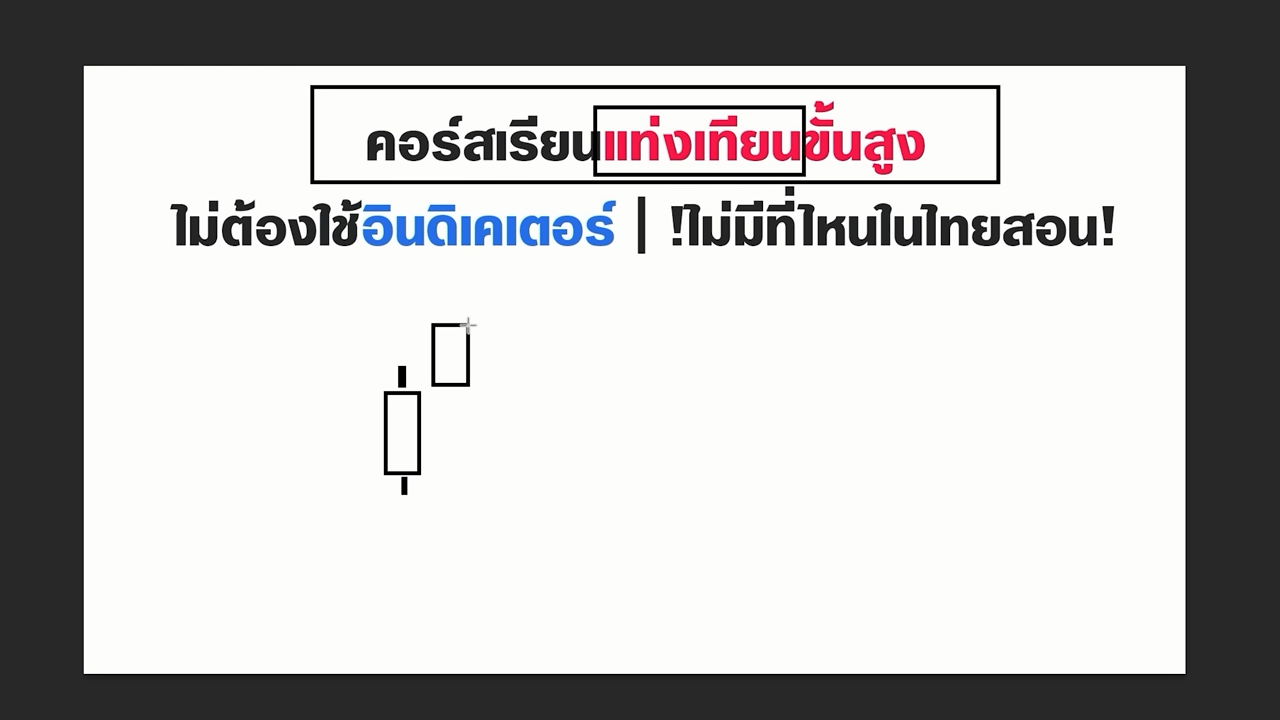 คอร์สเรียนแท่งเทียนขั้นสูง
ไม่ต้องใช้อินดิเคเตอร์ | !ไม่มีที่ไหนในไทยสอน!